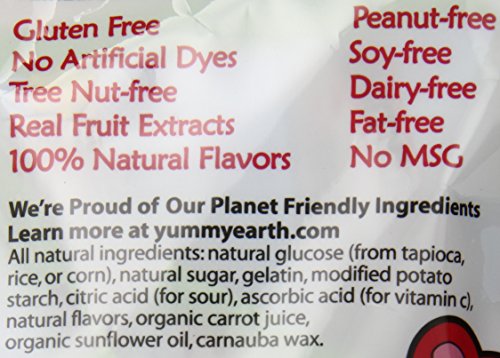 Gluten Free
No Artificial Dyes
Tree Nut-free
Real Fruit Extracts
100% Natural Flavors
Peanut-free
Soy-free
Dairy-free
Fat-free
No MSG
We're Proud of Our Planet Friendly Ingredients
Learn more at yummyearth.com
All natural ingredients: natural glucose (from tapioca,
rice, or corn), natural sugar, gelatin, modified potato
starch, citric acid (for sour), ascorbic acid (for vitamin c),
natural flavors, organic carrot juice,
organic sunflower oil, carnauba wax.